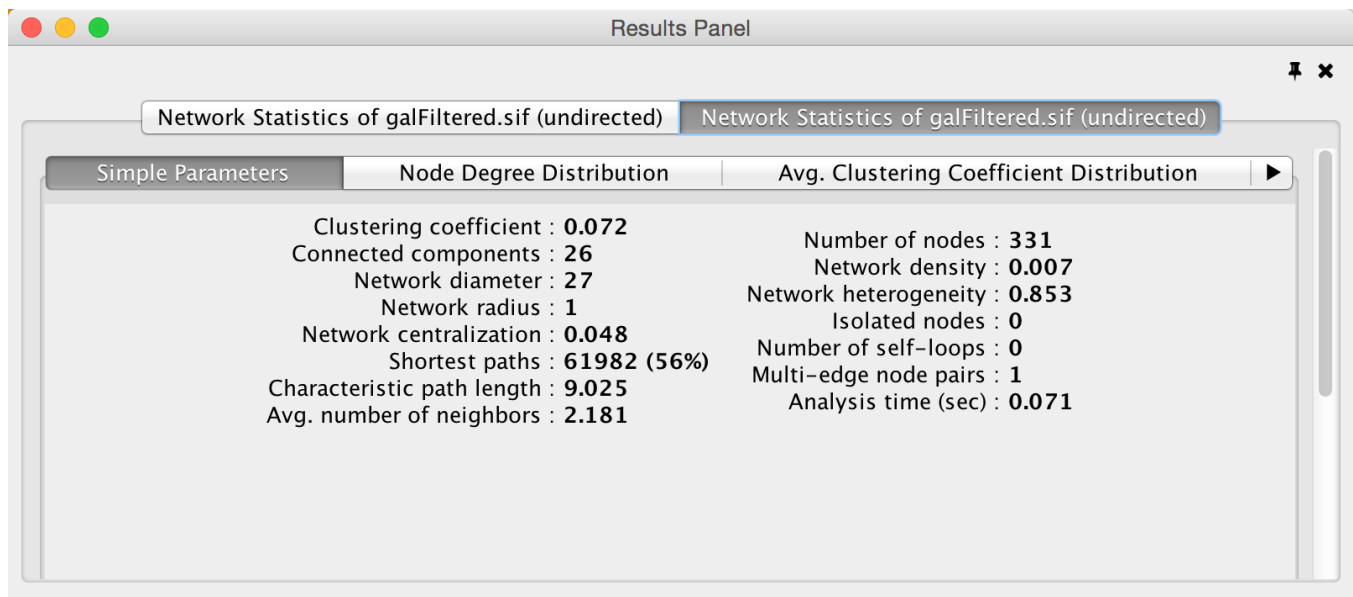 Results Panel
Network Statistics of galFiltered.sif (undirected)
Network Statistics of galFiltered.sif (undirected)
Simple Parameters
Node Degree Distribution
Avg. Clustering Coefficient Distribution
Clustering coefficient : 0.072
Connected components : 26
Network diameter : 27
Network radius : 1
Network centralization : 0.048
Shortest paths : 61982 (56%)
Characteristic path length : 9.025
Avg. number of neighbors : 2.181
Number of nodes : 331
Network density : 0.007
Network heterogeneity : 0.853
Isolated nodes : 0
Number of self-loops : 0
Multi-edge node pairs : 1
Analysis time (sec) : 0.071